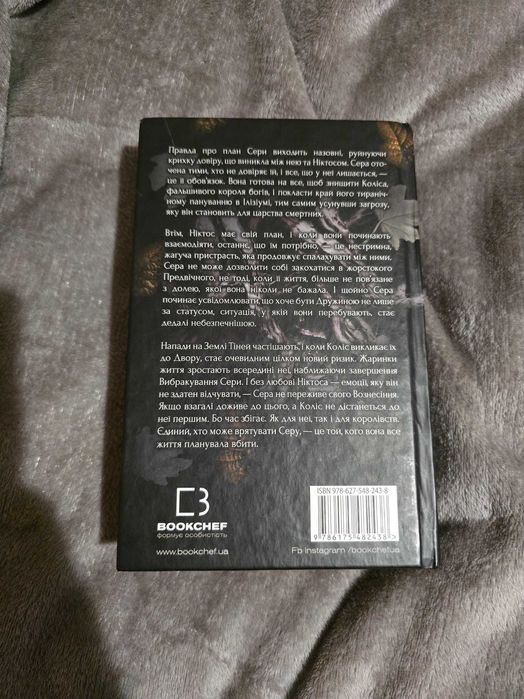 Правда про план Сери виходить назовні, руйнуючи
крихку довіру, що виникла між нею та Ніктосом. Сера ото-
чена тими, хто не довіряє їй, і все, що у неї лишається, —
це її обов'язок. Вона готова на все, щоб знищити Коліса,
фальшивого короля богів, і покласти край його тиранічн-
ному пануванню в Ілізіумі, тим самим усунувши загрозу,
яку він становить для царства смертних.
Втім, Ніктос має свій план, і коли вони починають
взаємодіяти, останнє, що їм потрібно, — це нестримна,
жагуча пристрасть, яка продовжує спалахувати між ними.
Сера не може дозволити собі закохатися в жорстокого
Предвічного, не тоді, коли її життя, більше не пов'язане
з долею, якої вона ніколи не бажала. І щойно Сера
починає усвідомлювати, що хоче бути Дружиною не лише
за статусом, ситуація, у якій вони перебувають, стає
дедалі небезпечнішою.
Напади на Землі Тіней частішають, і коли Коліс викликає їх
до Двору, стає очевидним цілком новий ризик. Жаринки
життя зростають всередині неї, наближаючи завершення
Вибракування Сери. І без любові Ніктоса — емоції, яку він
не здатен відчувати, — Сера не переживе свого Вознесіння.
Якщо взагалі доживе до цього, а Коліс не дістанеться до
неї першим. Бо час збігає. Як для неї, так і для королівств.
Єдиний, хто може врятувати Серу, — це той, кого вона все
життя планувала вбити.
BOOKCHEF
формує особистість
www.bookchef.ua
ISBN 978-617-548-243-8
9 786175 482438 >
Fb Instagram /bookchefua